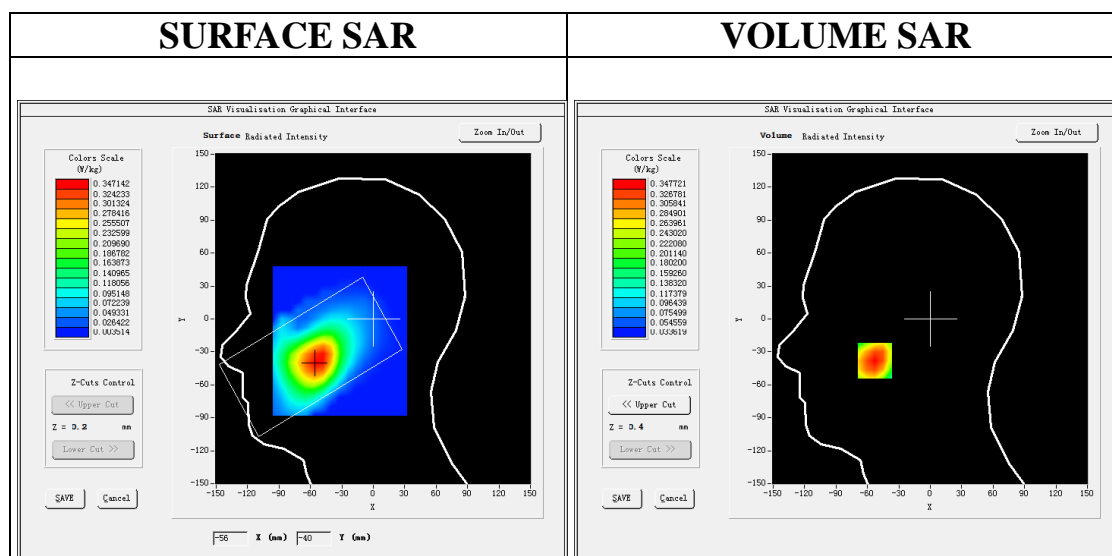 SURFACE SAR
VOLUME SAR
SAR Visualisation Graphical Interface
Surface Radiated Intensity
Zoom In/Out
Colors Scale
(W/kg)
0.347142
0.324233
0.301324
0.278416
0.255507
0.232599
0.209690
0.186782
0.163873
0.140965
0.118056
0.095148
0.072239
0.049331
0.026422
0.003514
Z-Cuts Control
<< Upper Cut
Z = 0.2 mm
Lower Cut >>
SAVE Cancel
150
120
90
60
30
0
-30
-60
-90
-120
-150
Y
-150 -120 -90 -60 -30 0 30 60 90 120 150
X
-56 X (mm) -40 Y (mm)
SAR Visualisation Graphical Interface
Volume Radiated Intensity
Zoom In/Out
Colors Scale
(W/kg)
0.347721
0.326781
0.305841
0.284901
0.263961
0.243020
0.222080
0.201140
0.180200
0.159260
0.138320
0.117379
0.096439
0.075499
0.054559
0.033619
Z-Cuts Control
<< Upper Cut
Z = 0.4 mm
Lower Cut >>
SAVE Cancel
150
120
90
60
30
0
-30
-60
-90
-120
-150
Y
-150 -120 -90 -60 -30 0 30 60 90 120 150
X